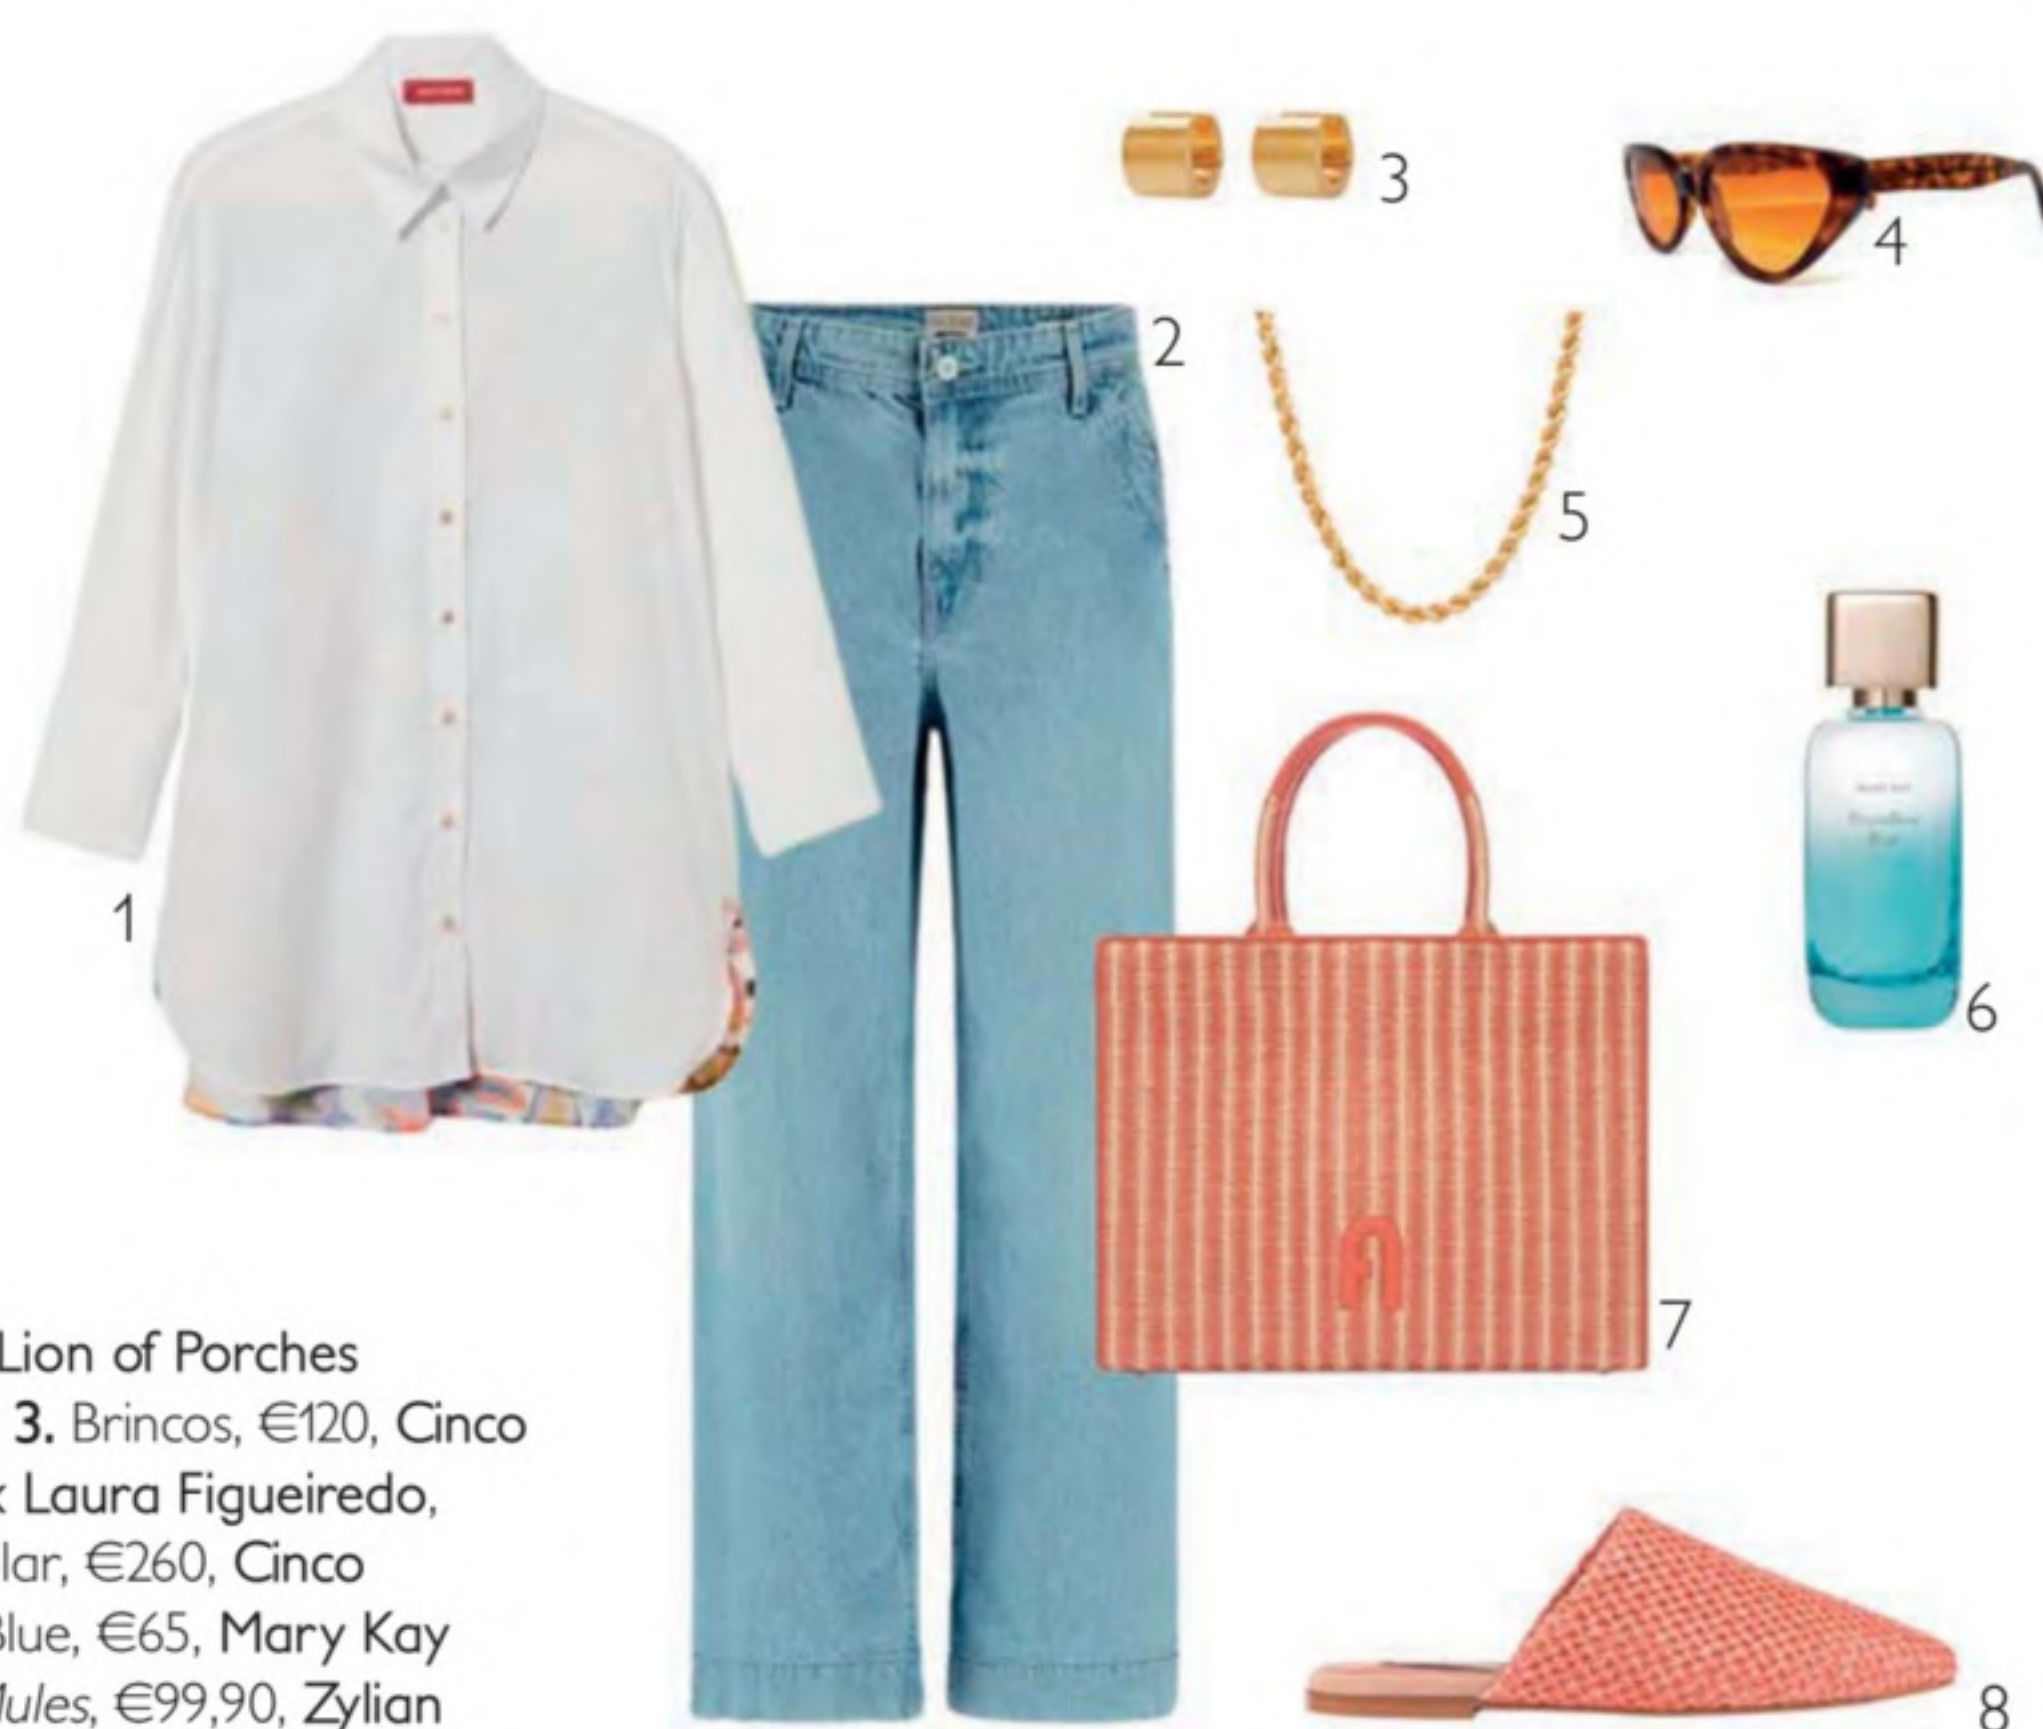 3
4
2
5
1
6
7
Lion of Porches
3. Brincos, €120, Cinco
x Laura Figueiredo,
lar, €260, Cinco
Blue, €65, Mary Kay
Mules, €99,90, Zylian
8